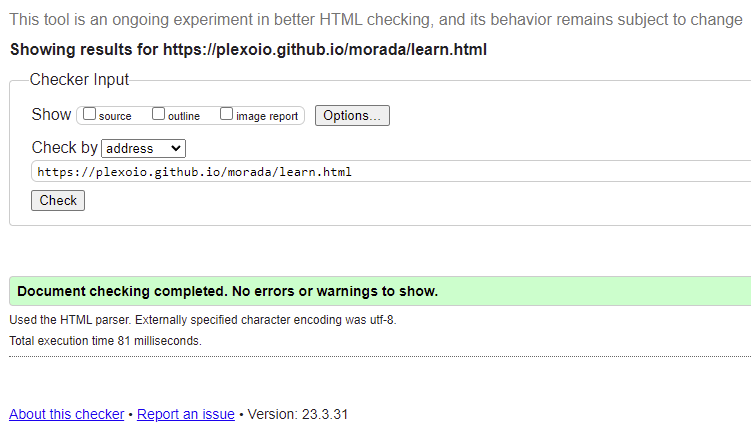 This tool is an ongoing experiment in better HTML checking, and its behavior remains subject to change
Showing results for https://plexoio.github.io/morada/learn.html
Checker Input
Show source outline image report Options...
Check by address
https://plexoio.github.io/morada/learn.html
Check
Document checking completed. No errors or warnings to show.
Used the HTML parser. Externally specified character encoding was utf-8.
Total execution time 81 milliseconds.
About this checker • Report an issue • Version: 23.3.31